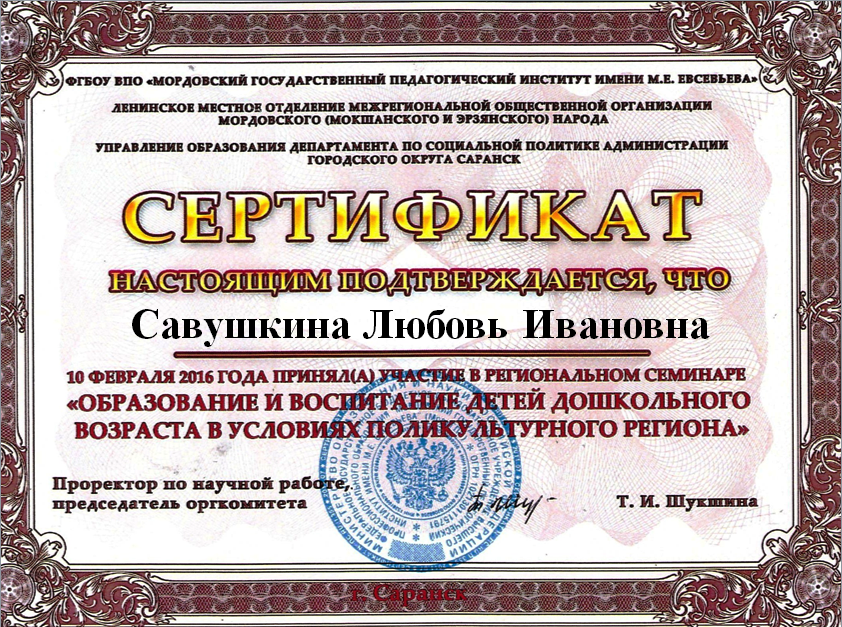 ФГБОУ ВПО «МОРДОВСКИЙ ГОСУДАРСТВЕННЫЙ ПЕДАГОГИЧЕСКИЙ ИНСТИТУТ ИМЕНИ М.Е. ЕВСЕВЬЕВА»
ЛЕНИНСКОЕ МЕСТНОЕ ОТДЕЛЕНИЕ МЕЖРЕГИОНАЛЬНОЙ ОБЩЕСТВЕННОЙ ОРГАНИЗАЦИИ
МОРДОВСКОГО (МОКШАНСКОГО И ЭРЗЯНСКОГО) НАРОДА
УПРАВЛЕНИЕ ОБРАЗОВАНИЯ ДЕПАРТАМЕНТА ПО СОЦИАЛЬНОЙ ПОЛИТИКЕ АДМИНИСТРАЦИИ
ГОРОДСКОГО ОКРУГА САРАНСК
СЕРТИФИКАТ
НАСТОЯЩИМ ПОДТВЕРЖДАЕТСЯ, ЧТО
Савушкина Любовь Ивановна
10 ФЕВРАЛЯ 2016 ГОДА ПРИНЯЛ(А) УЧАСТИЕ В РЕГИОНАЛЬНОМ СЕМИНАРЕ
«ОБРАЗОВАНИЕ И ВОСПИТАНИЕ ДЕТЕЙ ДОШКОЛЬНОГО
ВОЗРАСТА В УСЛОВИЯХ ПОЛИКУЛЬТУРНОГО РЕГИОНА»
Проректор по научной работе,
председатель оргкомитета
Т. И. Шукшина
г. Саранск